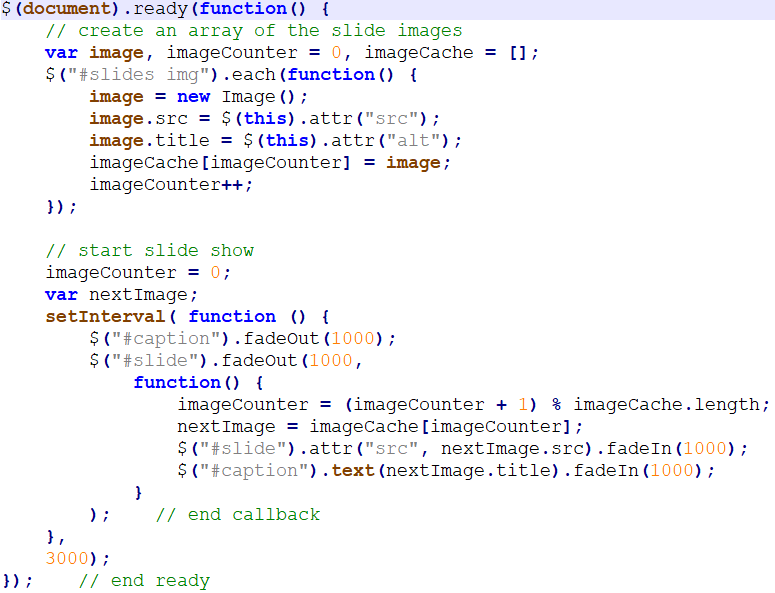 $(document).ready(function() {
    // create an array of the slide images
    var image, imageCounter = 0, imageCache = [];
    $("#slides img").each(function() {
        image = new Image();
        image.src = $(this).attr("src");
        image.title = $(this).attr("alt");
        imageCache[imageCounter] = image;
        imageCounter++;
    });

    // start slide show
    imageCounter = 0;
    var nextImage;
    setInterval( function () {
        $("#caption").fadeOut(1000);
        $("#slide").fadeOut(1000,
            function() {
                imageCounter = (imageCounter + 1) % imageCache.length;
                nextImage = imageCache[imageCounter];
                $("#slide").attr("src", nextImage.src).fadeIn(1000);
                $("#caption").text(nextImage.title).fadeIn(1000);
            }
        );    // end callback
    },
    3000);
});    // end ready